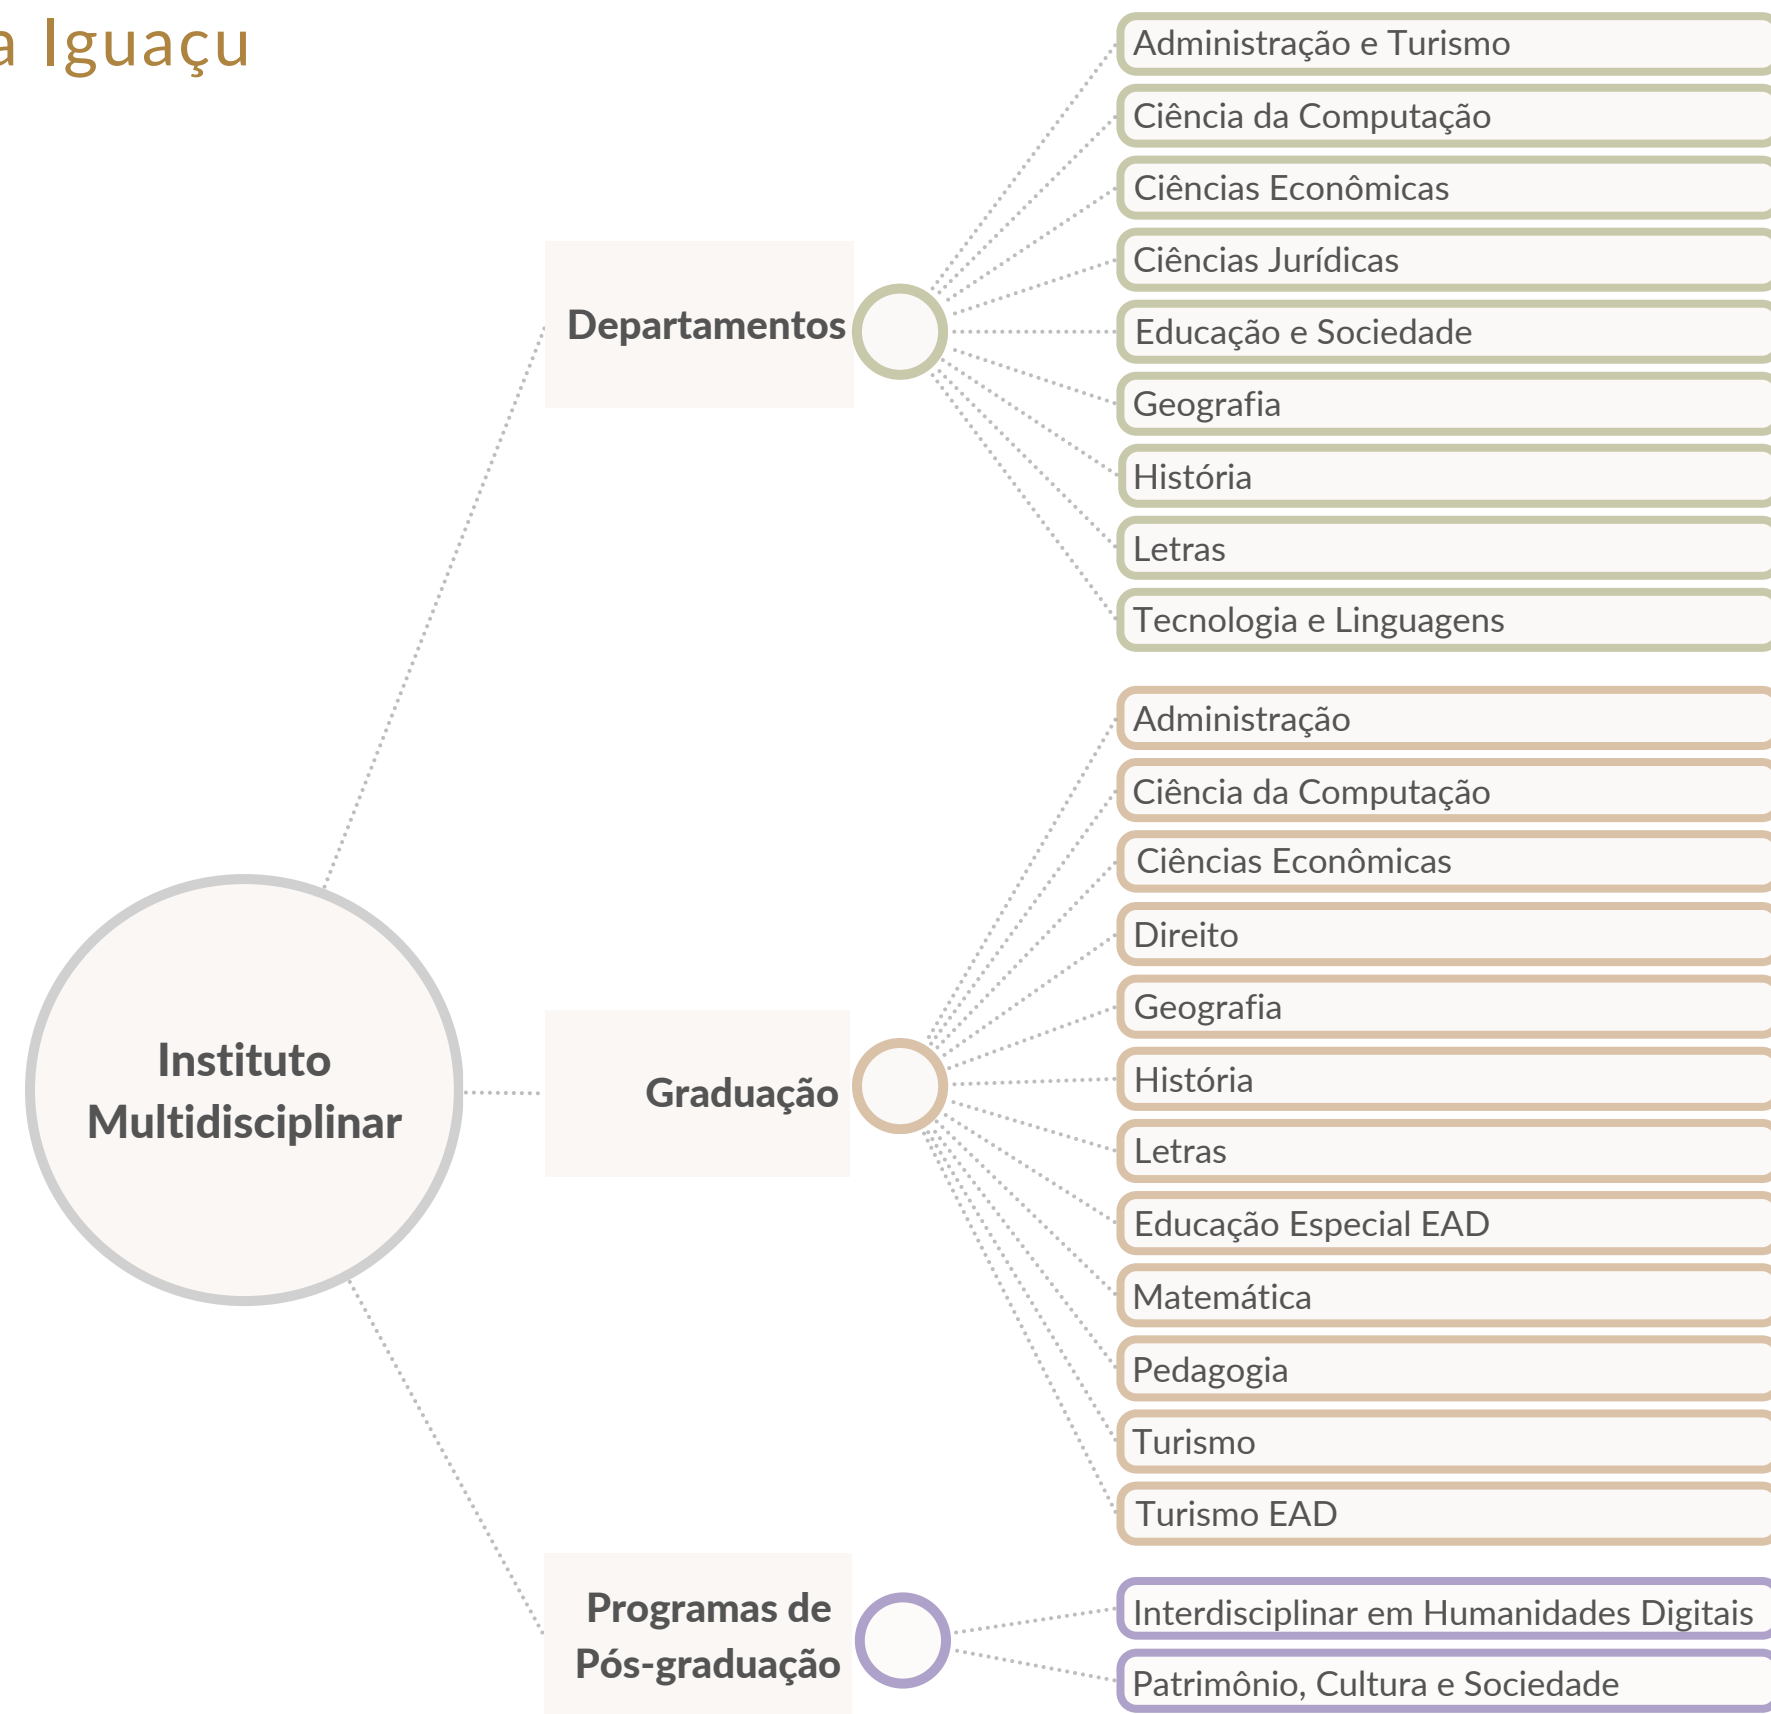 a Iguaçu
Departamentos
Administração e Turismo
Ciência da Computação
Ciências Econômicas
Ciências Jurídicas
Educação e Sociedade
Geografia
História
Letras
Tecnologia e Linguagens
Instituto
Multidisciplinar
Graduação
Administração
Ciência da Computação
Ciências Econômicas
Direito
Geografia
História
Letras
Educação Especial EAD
Matemática
Pedagogia
Turismo
Turismo EAD
Programas de
Pós-graduação
Interdisciplinar em Humanidades Digitais
Patrimônio, Cultura e Sociedade